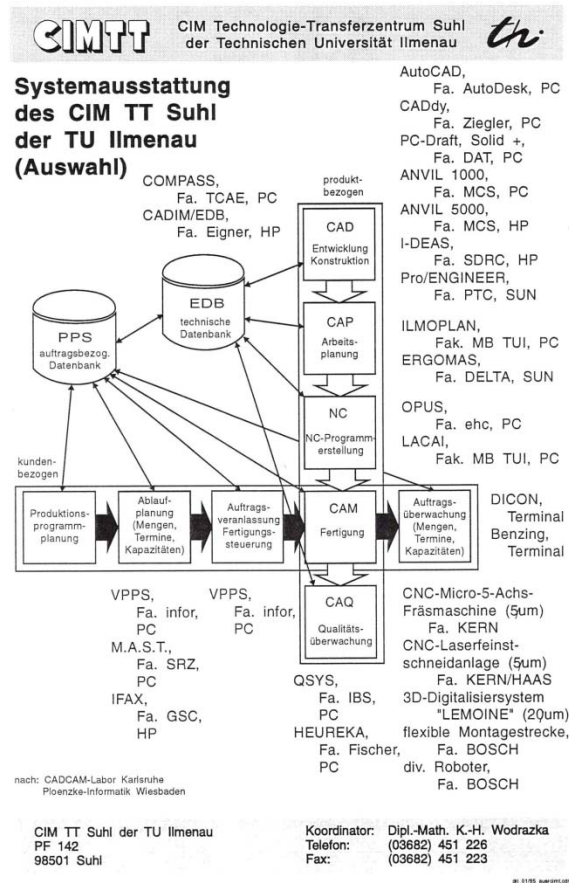 CIMTT
CIM Technologie-Transferzentrum Suhl
der Technischen Universität Ilmenau
th
Systemausstattung
des CIM TT Suhl
der TU Ilmenau
(Auswahl)
AutoCAD,
Fa. AutoDesk, PC
CADdy,
Fa. Ziegler, PC
PC-Draft, Solid +,
Fa. DAT, PC
ANVIL 1000,
Fa. MCS, PC
ANVIL 5000,
Fa. MCS, HP
I-DEAS,
Fa. SDRC, HP
Pro/ENGINEER,
Fa. PTC, SUN
ILMOPLAN,
Fak. MB TUI, PC
ERGOMAS,
Fa. DELTA, SUN
OPUS,
Fa. ehc, PC
LACAI,
Fak. MB TUI, PC
COMPASS,
Fa. TCAE, PC
CADIM/EDB,
Fa. Eigner, HP
produkt-
bezogen
CAD
Entwicklung
Konstruktion
EDB
technische
Datenbank
PPS
auftragsbezog.
Datenbank
CAP
Arbeits-
planung
NC
NC-Programm-
erstellung
kunden-
bezogen
Produktions-
programm-
planung
Ablauf-
planung
(Mengen,
Termine,
Kapazitäten)
Auftrags-
veranlassung
Fertigungs-
steuerung
CAM
Fertigung
Auftrags-
überwachung
(Mengen,
Termine,
Kapazitäten)
DICON,
Terminal
Benzing,
Terminal
CAQ
Qualitäts-
überwachung
VPPS,
Fa. infor,
PC
M.A.S.T.,
Fa. SRZ,
PC
IFAX,
Fa. GSC,
HP
VPPS,
Fa. infor,
PC
QSYS,
Fa. IBS,
PC
HEUREKA,
Fa. Fischer,
PC
CNC-Micro-5-Achs-
Fräsmaschine (5um)
Fa. KERN
CNC-Laserfeinst-
schneidanlage (5um)
Fa. KERN/HAAS
3D-Digitalisiersystem
"LEMOINE" (20um)
flexible Montagestrecke,
Fa. BOSCH
div. Roboter,
Fa. BOSCH
nach: CADCAM-Labor Karlsruhe
Ploenzke-Informatik Wiesbaden
CIM TT Suhl der TU Ilmenau
PF 142
98501 Suhl
Koordinator: Dipl.-Math. K.-H. Wodrazka
Telefon: (03682) 451 226
Fax: (03682) 451 223